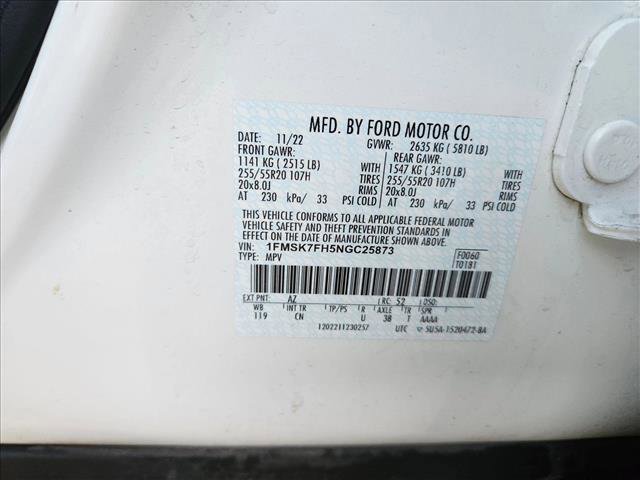 MFD. BY FORD MOTOR CO.
DATE: 11/22 GVWR: 2635 KG ( 5810 LB)
FRONT GAWR: REAR GAWR:
1141 KG ( 2515 LB) WITH 1547 KG ( 3410 LB) WITH
255/55R20 107H TIRES 255/55R20 107H TIRES
20x8.0J RIMS 20x8.0J RIMS
AT 230 kPa/ 33 PSI COLD AT 230 kPa/ 33 PSI COLD
THIS VEHICLE CONFORMS TO ALL APPLICABLE FEDERAL MOTOR
VEHICLE SAFETY AND THEFT PREVENTION STANDARDS IN
EFFECT ON THE DATE OF MANUFACTURE SHOWN ABOVE.
VIN: 1FMSK7FH5NGC25873 F0060
TYPE: MPV T0181
EXT PNT: AZ RC: 52 DSO:
WB INT TR TP/PS R AXLE TR SPR
119 CN U 38 T AAAA
1202211230257 UTC 5U5A-1520472-BA